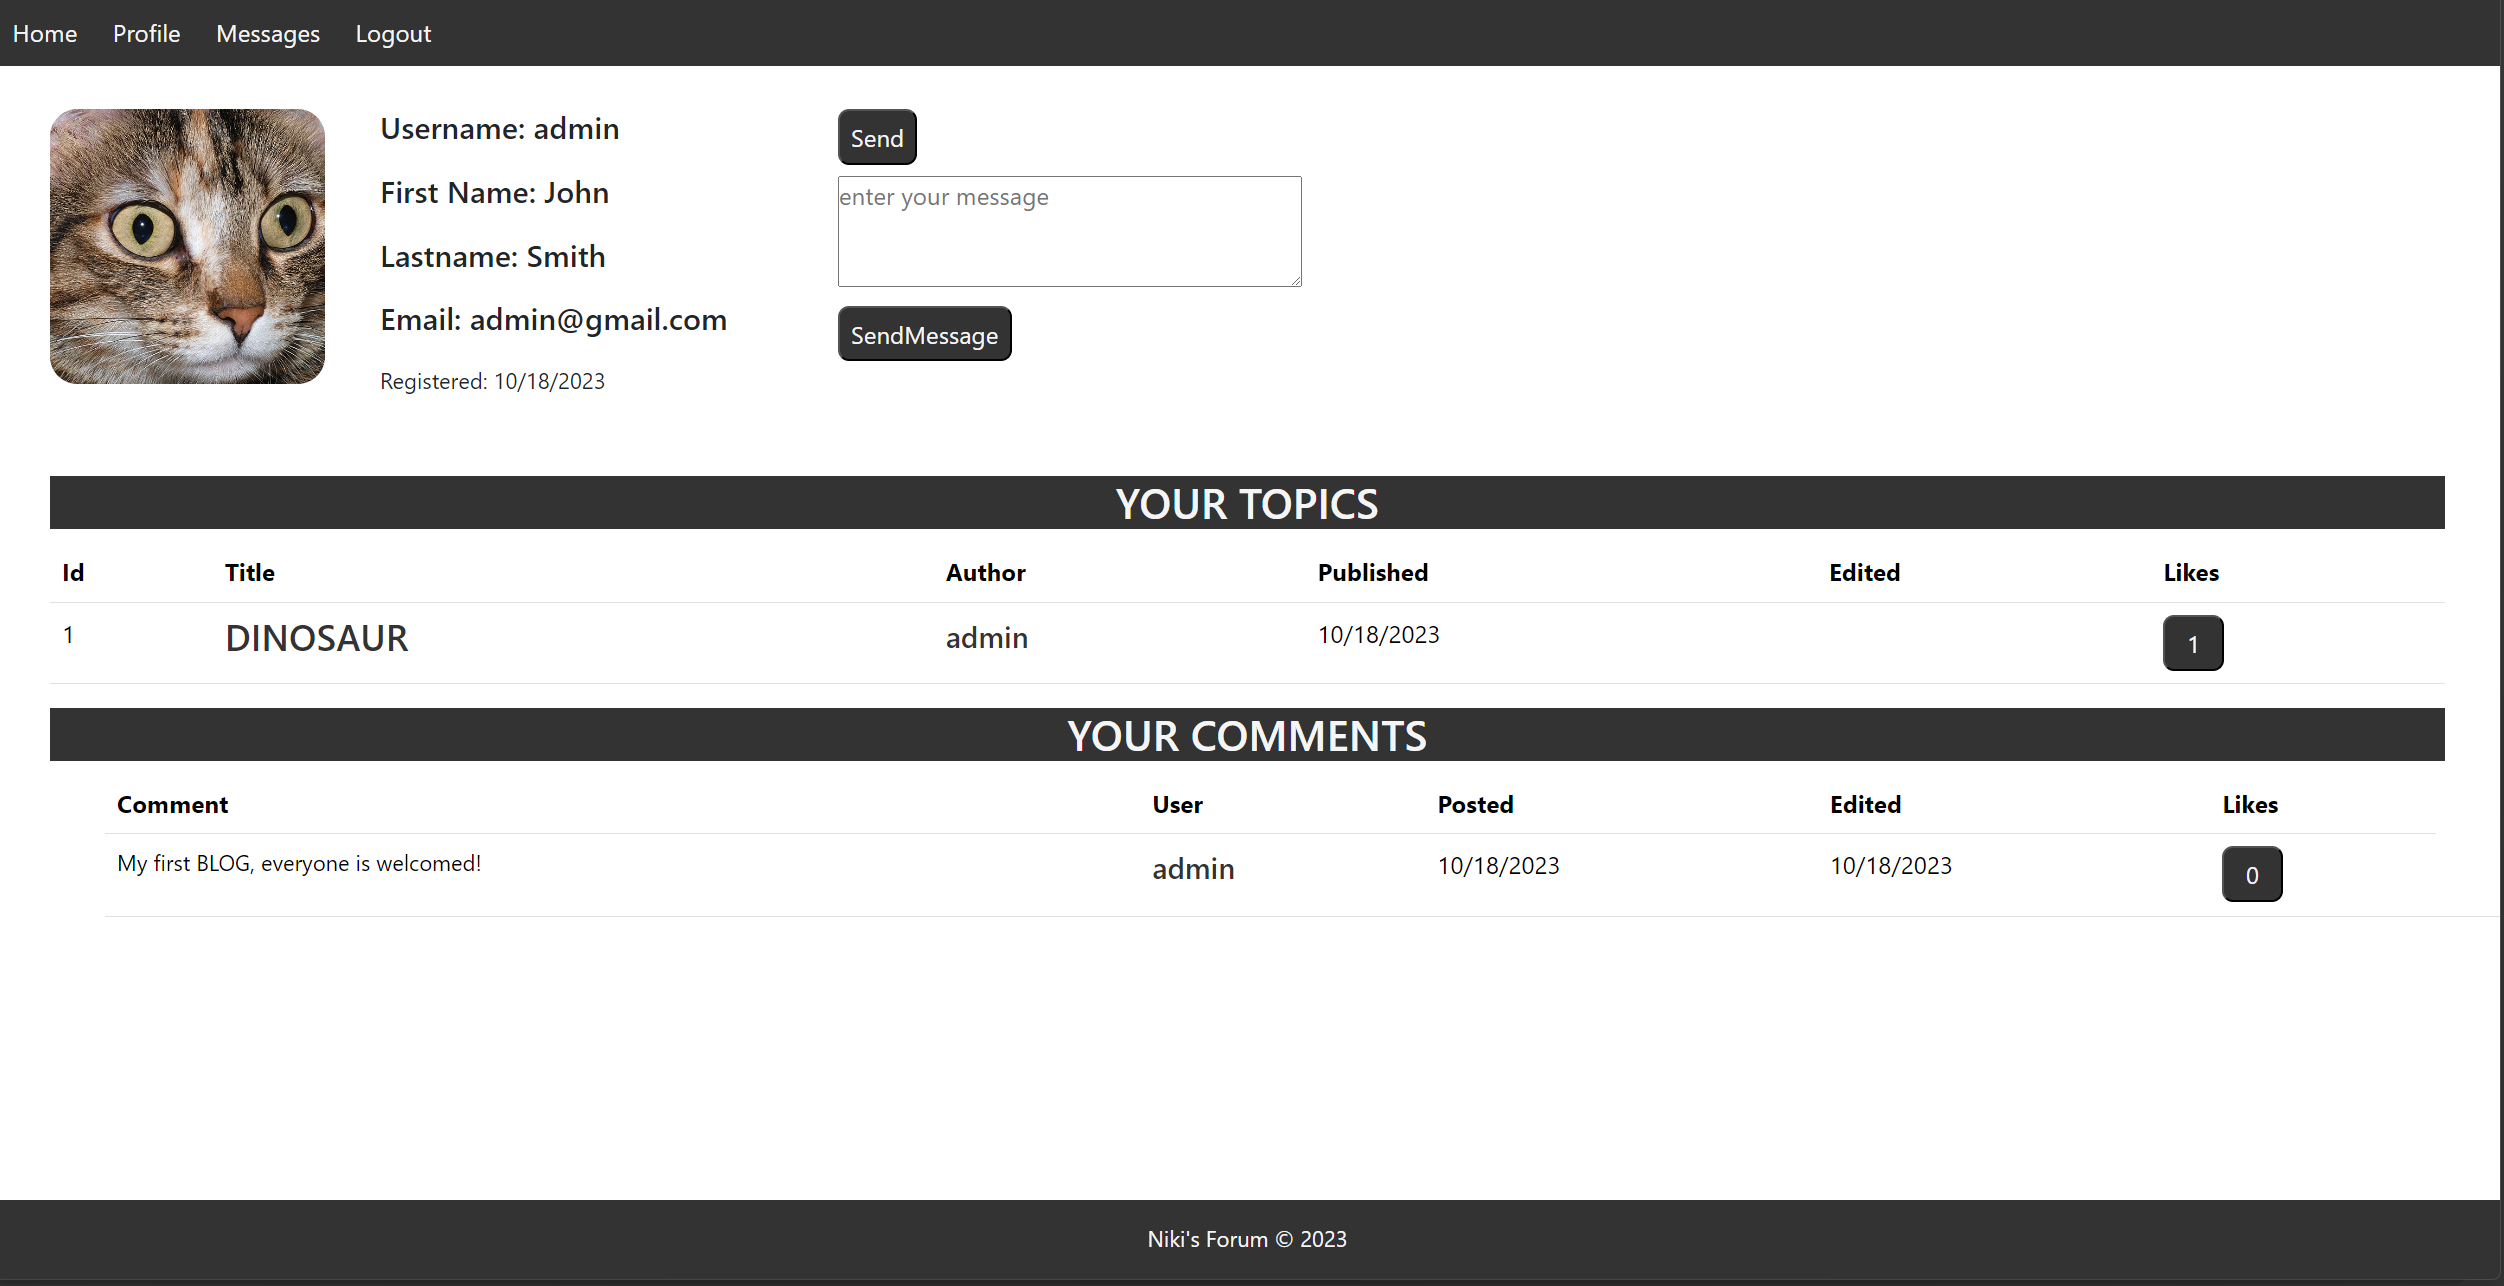 Home Profile Messages Logout
Username: admin
First Name: John
Lastname: Smith
Email: admin@gmail.com
Registered: 10/18/2023
Send
enter your message
SendMessage
YOUR TOPICS
Id Title Author Published Edited Likes
1 DINOSAUR admin 10/18/2023 1
YOUR COMMENTS
Comment User Posted Edited Likes
My first BLOG, everyone is welcomed! admin 10/18/2023 10/18/2023 0
Niki's Forum © 2023